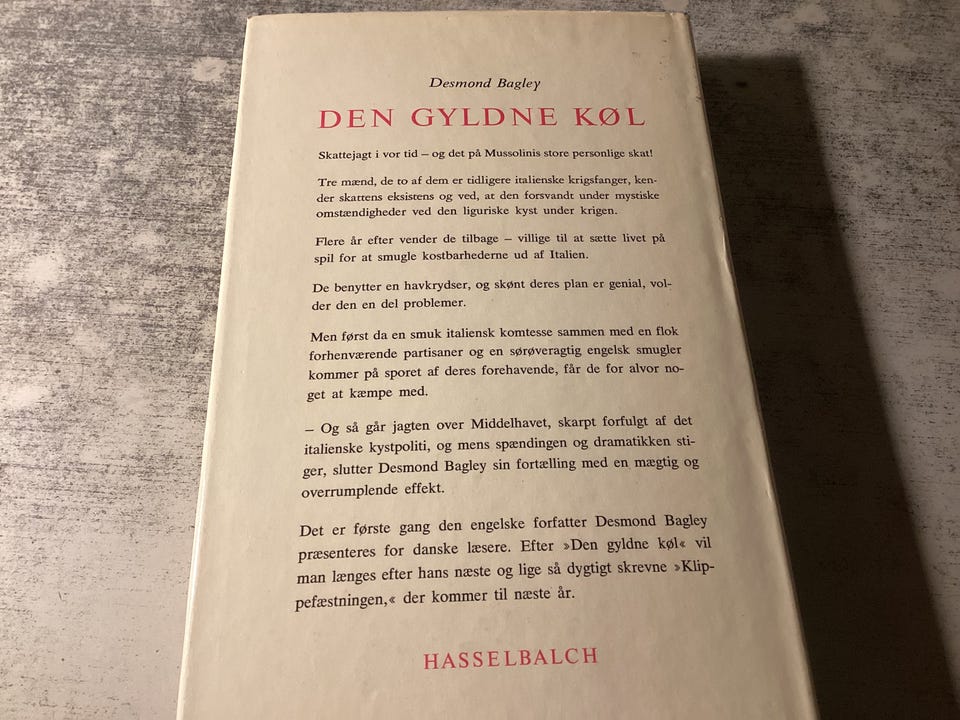 Desmond Bagley
DEN GYLDNE KØL
Skattejagt i vor tid – og det på Mussolinis store personlige skat!
Tre mænd, de to af dem er tidligere italienske krigsfanger, ken-
der skattens eksistens og ved, at den forsvandt under mystiske
omstændigheder ved den liguriske kyst under krigen.
Flere år efter vender de tilbage – villige til at sætte livet på
spil for at smugle kostbarhederne ud af Italien.
De benytter en havkrydser, og skønt deres plan er genial, vol-
der den en del problemer.
Men først da en smuk italiensk komtesse sammen med en flok
forhenværende partisaner og en sørøveragtig engelsk smugler
kommer på sporet af deres forehavende, får de for alvor no-
get at kæmpe med.
– Og så går jagten over Middelhavet, skarpt forfulgt af det
italienske kystpoliti, og mens spændingen og dramatikken sti-
ger, slutter Desmond Bagley sin fortælling med en mægtig og
overrumplende effekt.
Det er første gang den engelske forfatter Desmond Bagley
præsenteres for danske læsere. Efter »Den gyldne køl« vil
man længes efter hans næste og lige så dygtigt skrevne »Klip-
pefæstningen,« der kommer til næste år.
HASSELBALCH